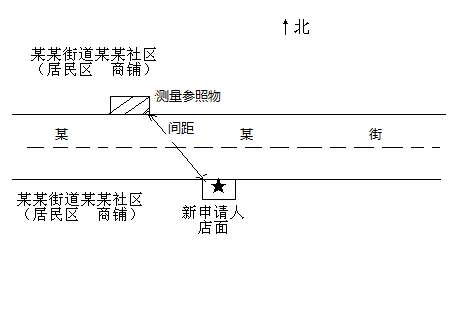 北
某某街道某某社区
（居民区 商铺）
测量参照物
间距
某 某 街
某某街道某某社区
（居民区 商铺）
新申请人
店面